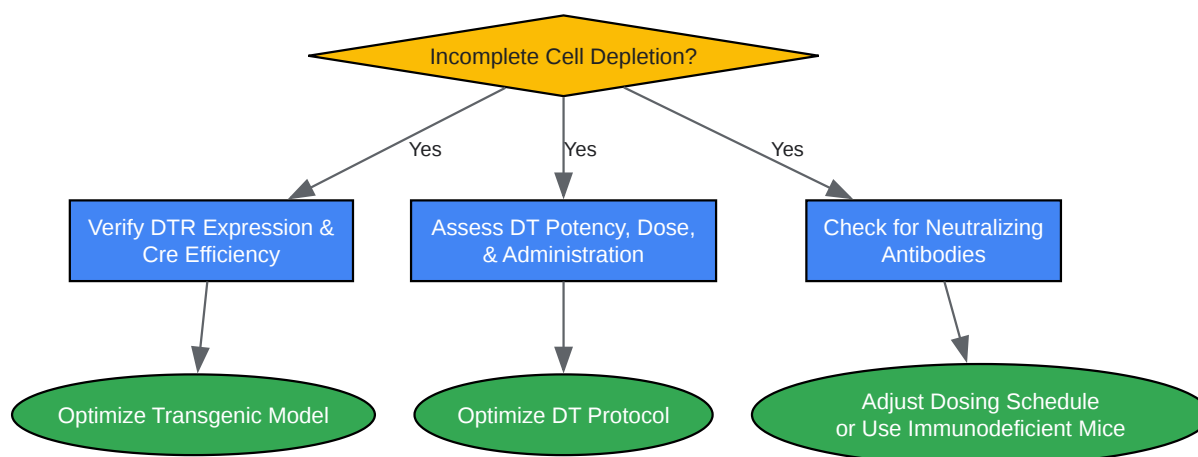 Incomplete Cell Depletion?
Yes
Yes
Yes
Verify DTR Expression &
Cre Efficiency
Assess DT Potency, Dose,
& Administration
Check for Neutralizing
Antibodies
Optimize Transgenic Model
Optimize DT Protocol
Adjust Dosing Schedule
or Use Immunodeficient Mice